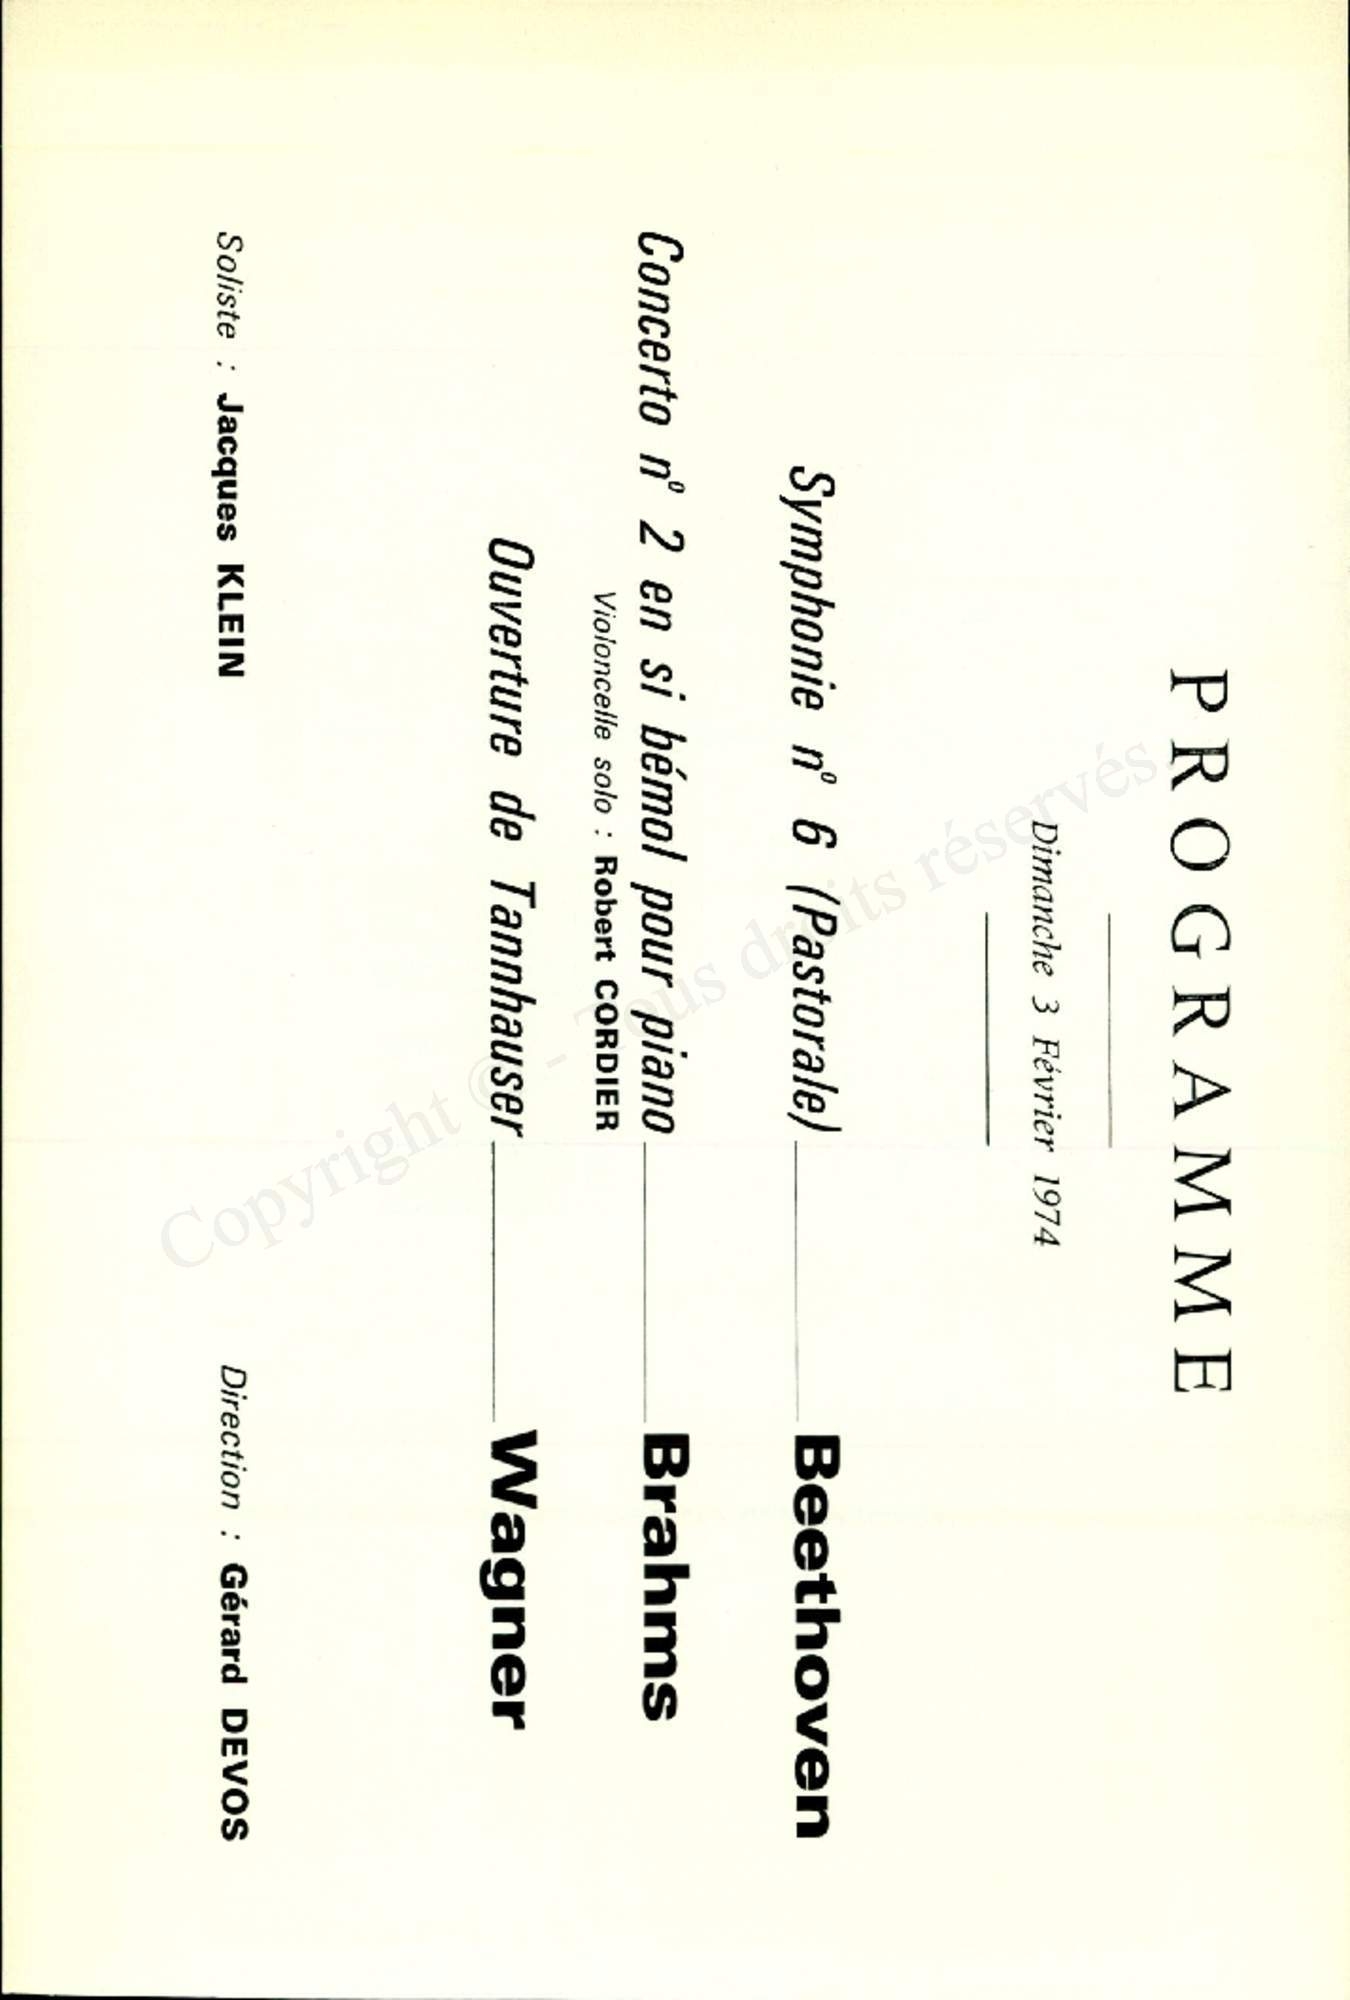 PROGRAMME
Dimanche 3 Février 1974
Symphonie n° 6 (Pastorale) Beethoven
Concerto n° 2 en si bémol pour piano Brahms
Violoncelle solo : Robert CORDIER
Ouverture de Tannhauser Wagner
Soliste : Jacques KLEIN Direction : Gérard DEVOS
Copyright © - Tous droits réservés.